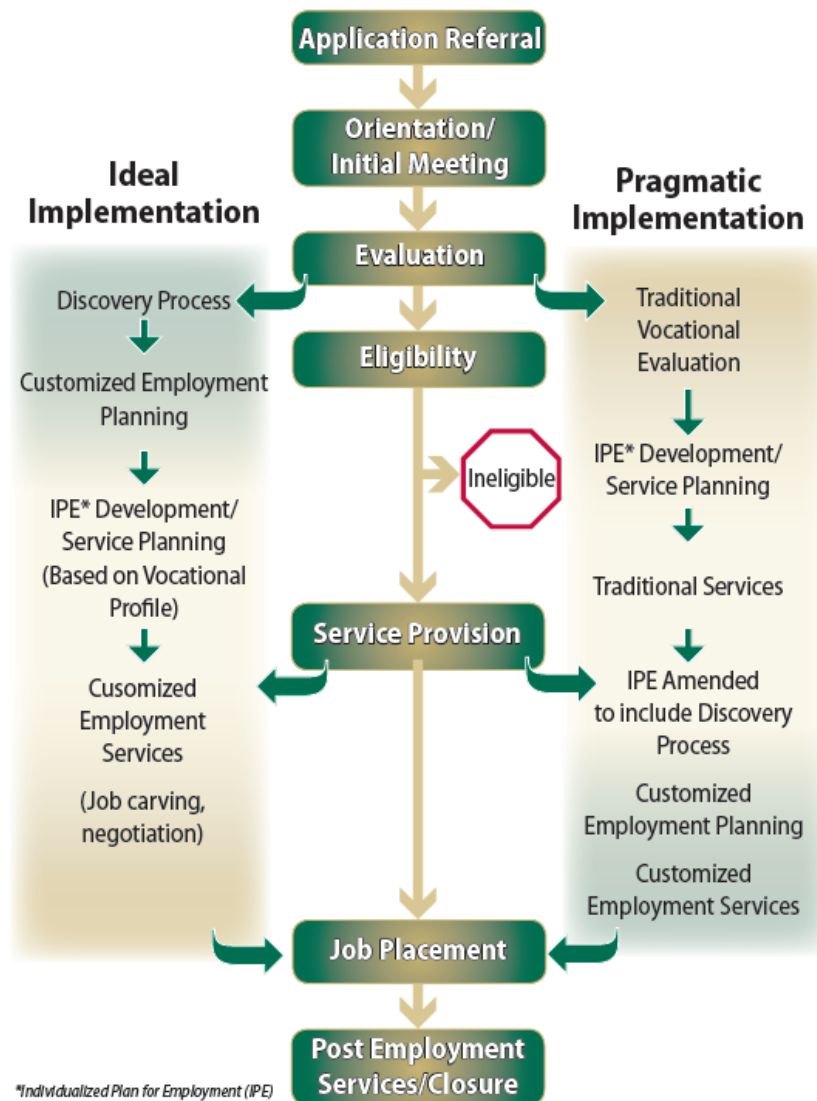 Application Referral
Orientation/
Initial Meeting
Ideal
Implementation
Pragmatic
Implementation
Evaluation
Discovery Process
Traditional
Vocational
Evaluation
Eligibility
Customized Employment
Planning
Ineligible
IPE* Development/
Service Planning
IPE* Development/
Service Planning
(Based on Vocational
Profile)
Traditional Services
Service Provision
Cusomized
Employment
Services
IPE Amended
to include Discovery
Process
(Job carving,
negotiation)
Customized
Employment Planning
Customized
Employment Services
Job Placement
Post Employment
Services/Closure
*Individualized Plan for Employment (IPE)